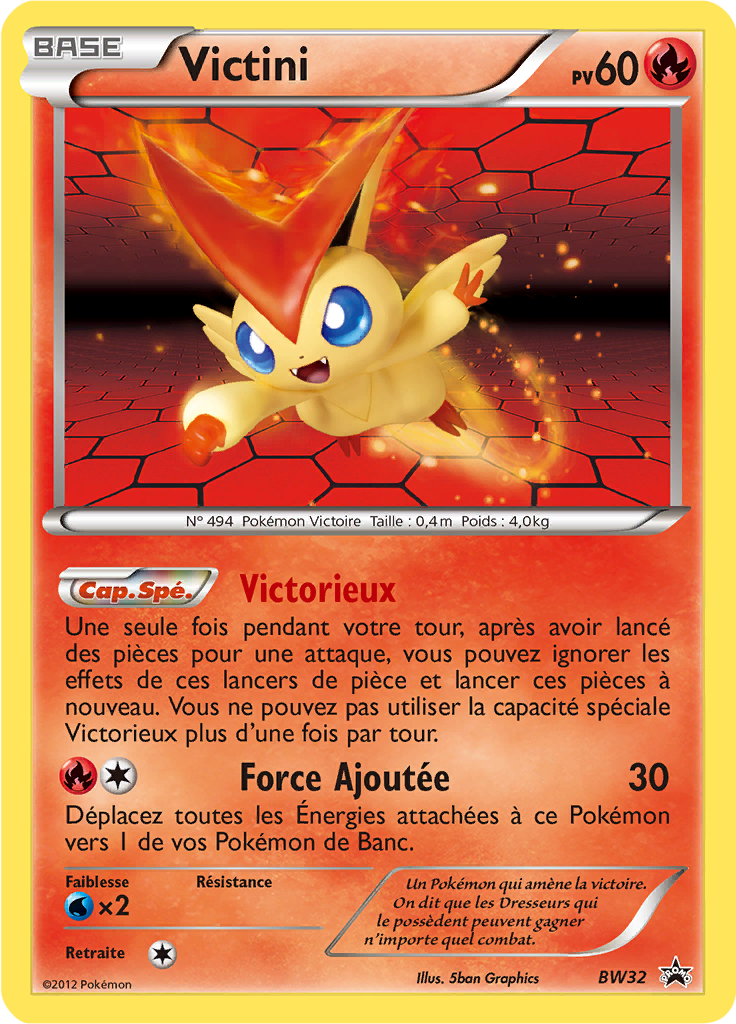 BASE
Victini
PV60
N° 494 Pokémon Victoire Taille : 0,4m Poids : 4,0kg
Cap.Spé. Victorieux
Une seule fois pendant votre tour, après avoir lancé
des pièces pour une attaque, vous pouvez ignorer les
effets de ces lancers de pièce et lancer ces pièces à
nouveau. Vous ne pouvez pas utiliser la capacité spéciale
Victorieux plus d'une fois par tour.
Force Ajoutée 30
Déplacez toutes les Énergies attachées à ce Pokémon
vers 1 de vos Pokémon de Banc.
Faiblesse Résistance
×2
Retraite
Un Pokémon qui amène la victoire.
On dit que les Dresseurs qui
le possèdent peuvent gagner
n'importe quel combat.
©2012 Pokémon
Illus. 5ban Graphics
BW32
PROMO